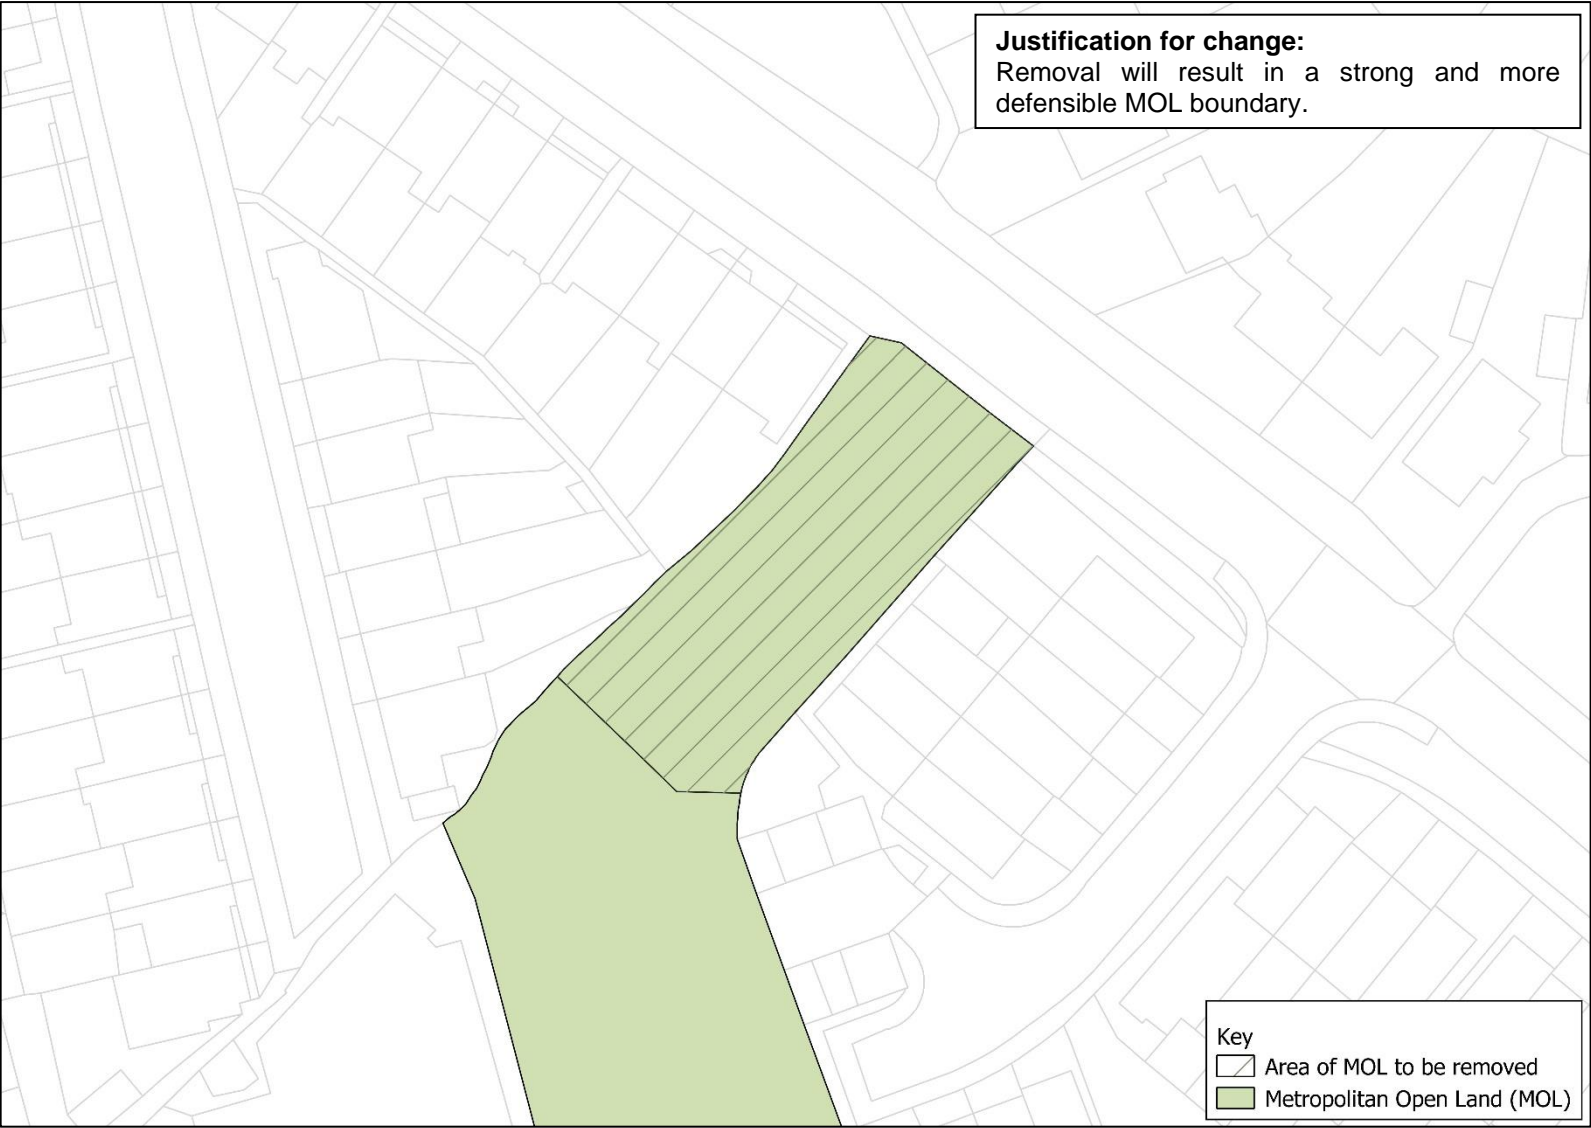 Justification for change:
Removal will result in a strong and more
defensible MOL boundary.
Key
Area of MOL to be removed
Metropolitan Open Land (MOL)